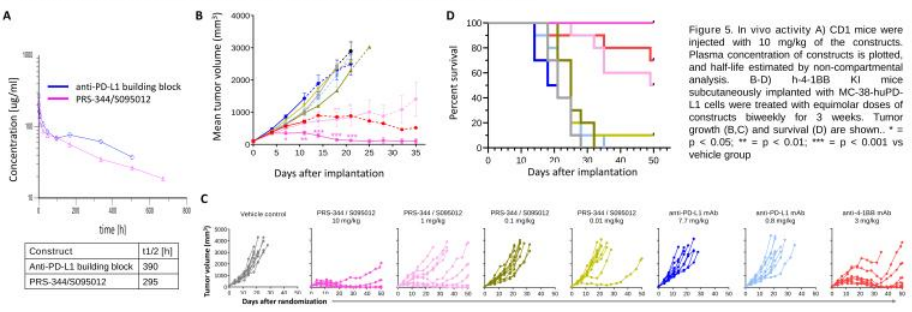 A
B
D
Concentration (ug/ml)
anti-PD-L1 building block
PRS-344/S095012
0 200 400 600 800
time [h]
Construct t1/2 [h]
Anti-PD-L1 building block 390
PRS-344/S095012 295
Mean tumor volume (mm³)
4000
3000
2000
1000
0
0 5 10 15 20 25 30 35
Days after implantation
Percent survival
100
80
60
40
20
0
0 10 20 30 40 50
Days after implantation
Figure 5. In vivo activity A) CD1 mice were
injected with 10 mg/kg of the constructs.
Plasma concentration of constructs is plotted,
and half-life estimated by non-compartmental
analysis. B-D) h-4-1BB KI mice
subcutaneously implanted with MC-38-huPD-
L1 cells were treated with equimolar doses of
constructs biweekly for 3 weeks. Tumor
growth (B,C) and survival (D) are shown.. * =
p < 0.05; ** = p < 0.01; *** = p < 0.001 vs
vehicle group
C
Tumor volume (mm³)
5000
4000
3000
2000
1000
0
Vehicle control
PRS-344 / S095012
10 mg/kg
PRS-344 / S095012
1 mg/kg
PRS-344 / S095012
0.1 mg/kg
PRS-344 / S095012
0.01 mg/kg
anti-PD-L1 mAb
7.7 mg/kg
anti-PD-L1 mAb
0.8 mg/kg
anti-4-1BB mAb
3 mg/kg
Days after randomisation